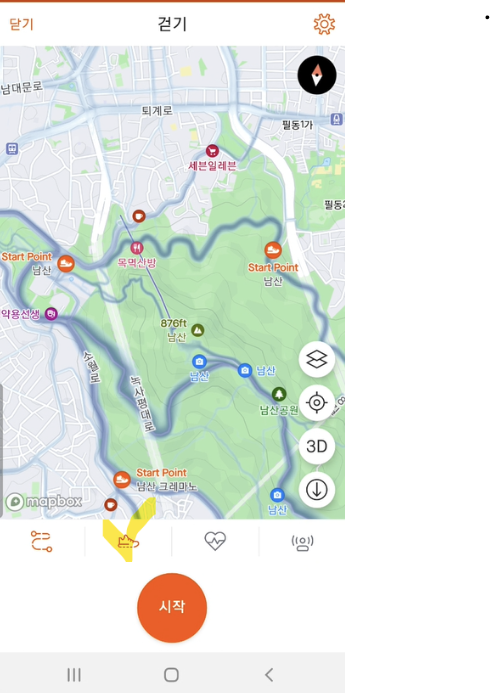 닫기
걷기
남대문로
퇴계로
필동1가
세븐일레븐
필동2
Start Point
남산
목멱산방
Start Point
남산
약용선생
876ft
남산
남산
남산
소월로
녹사평대로
남산공원
3D
Start Point
남산 크레마노
mapbox
남산
시작